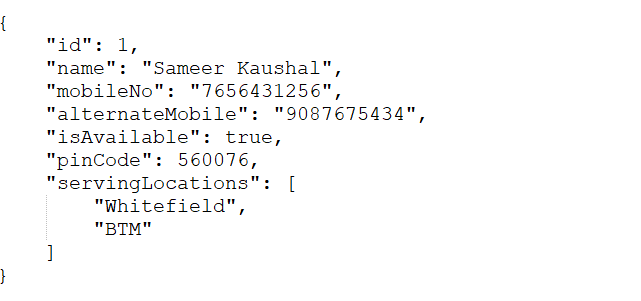 {
    "id": 1,
    "name": "Sameer Kaushal",
    "mobileNo": "7656431256",
    "alternateMobile": "9087675434",
    "isAvailable": true,
    "pinCode": 560076,
    "servingLocations": [
        "Whitefield",
        "BTM"
    ]
}